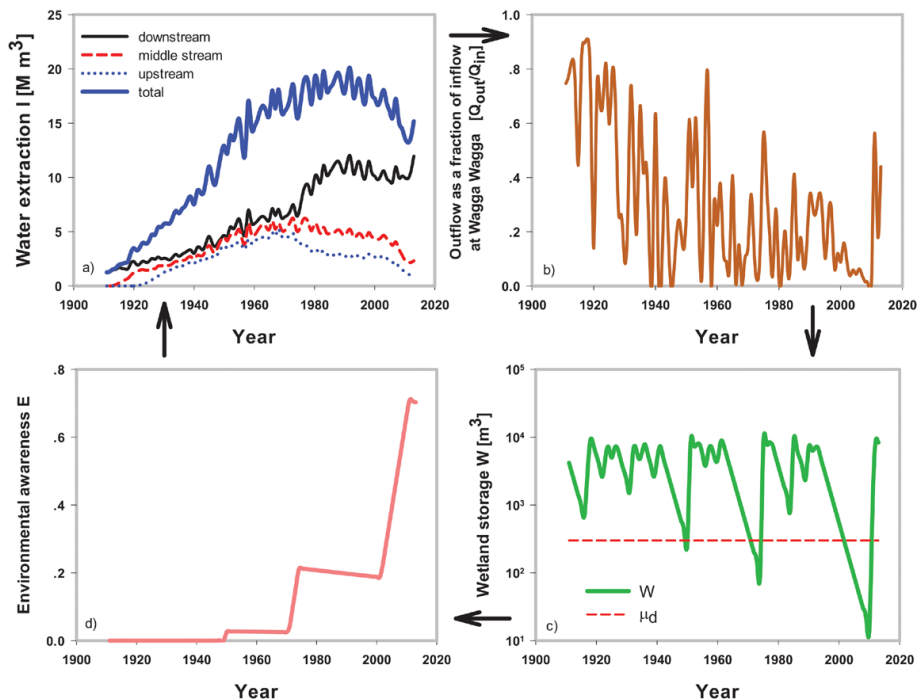 25
20
15
10
5
0
Water extraction I [M m³]
downstream
middle stream
upstream
total
a)
1900 1920 1940 1960 1980 2000 2020
Year
1.0
.8
.6
.4
.2
0.0
Outflow as a fraction of inflow
at Wagga Wagga [Qout/Qin]
b)
1900 1920 1940 1960 1980 2000 2020
Year
.8
.6
.4
.2
0.0
Environmental awareness E
d)
1900 1920 1940 1960 1980 2000 2020
Year
10⁵
10⁴
10³
10²
10¹
Wetland storage W [m³]
W
μd
c)
1900 1920 1940 1960 1980 2000 2020
Year